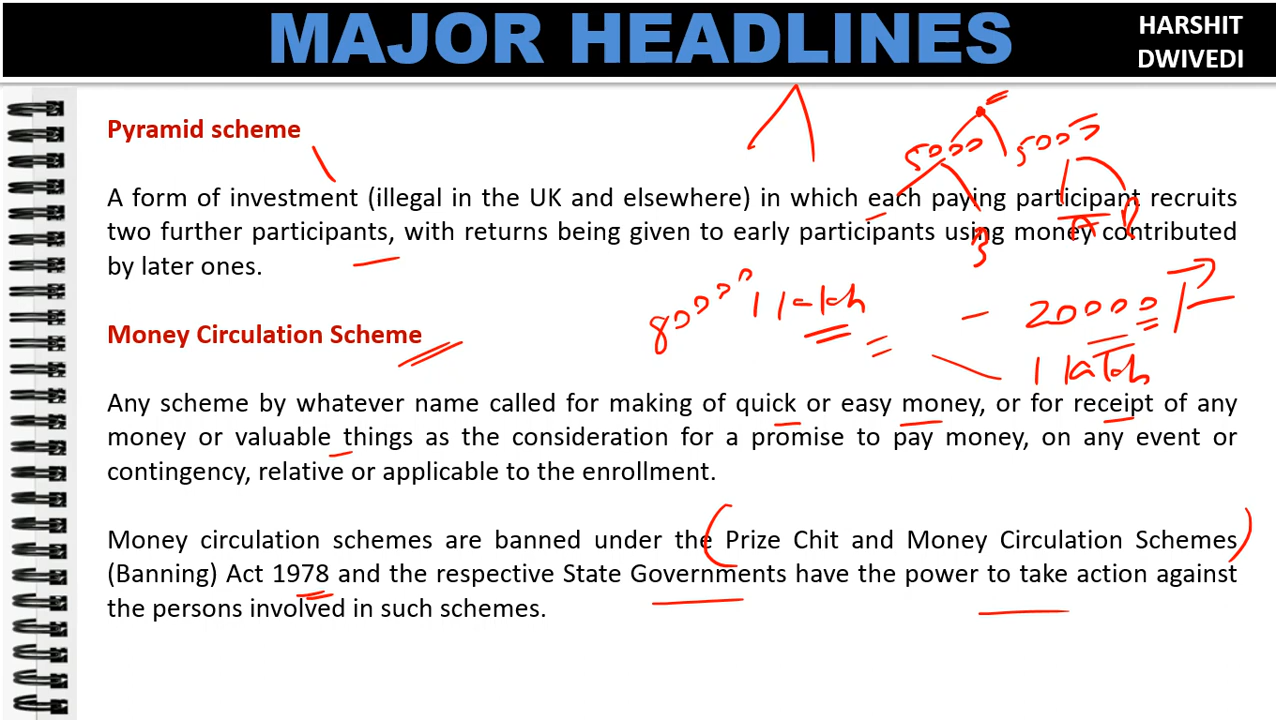 MAJOR HEADLINES
HARSHIT
DWIVEDI
Pyramid scheme
5000 5000
A form of investment (illegal in the UK and elsewhere) in which each paying participant recruits
two further participants, with returns being given to early participants using money contributed
by later ones.
20000
Money Circulation Scheme
Any scheme by whatever name called for making of quick or easy money, or for receipt of any
money or valuable things as the consideration for a promise to pay money, on any event or
contingency, relative or applicable to the enrollment.
Money circulation schemes are banned under the Prize Chit and Money Circulation Schemes
(Banning) Act 1978 and the respective State Governments have the power to take action against
the persons involved in such schemes.